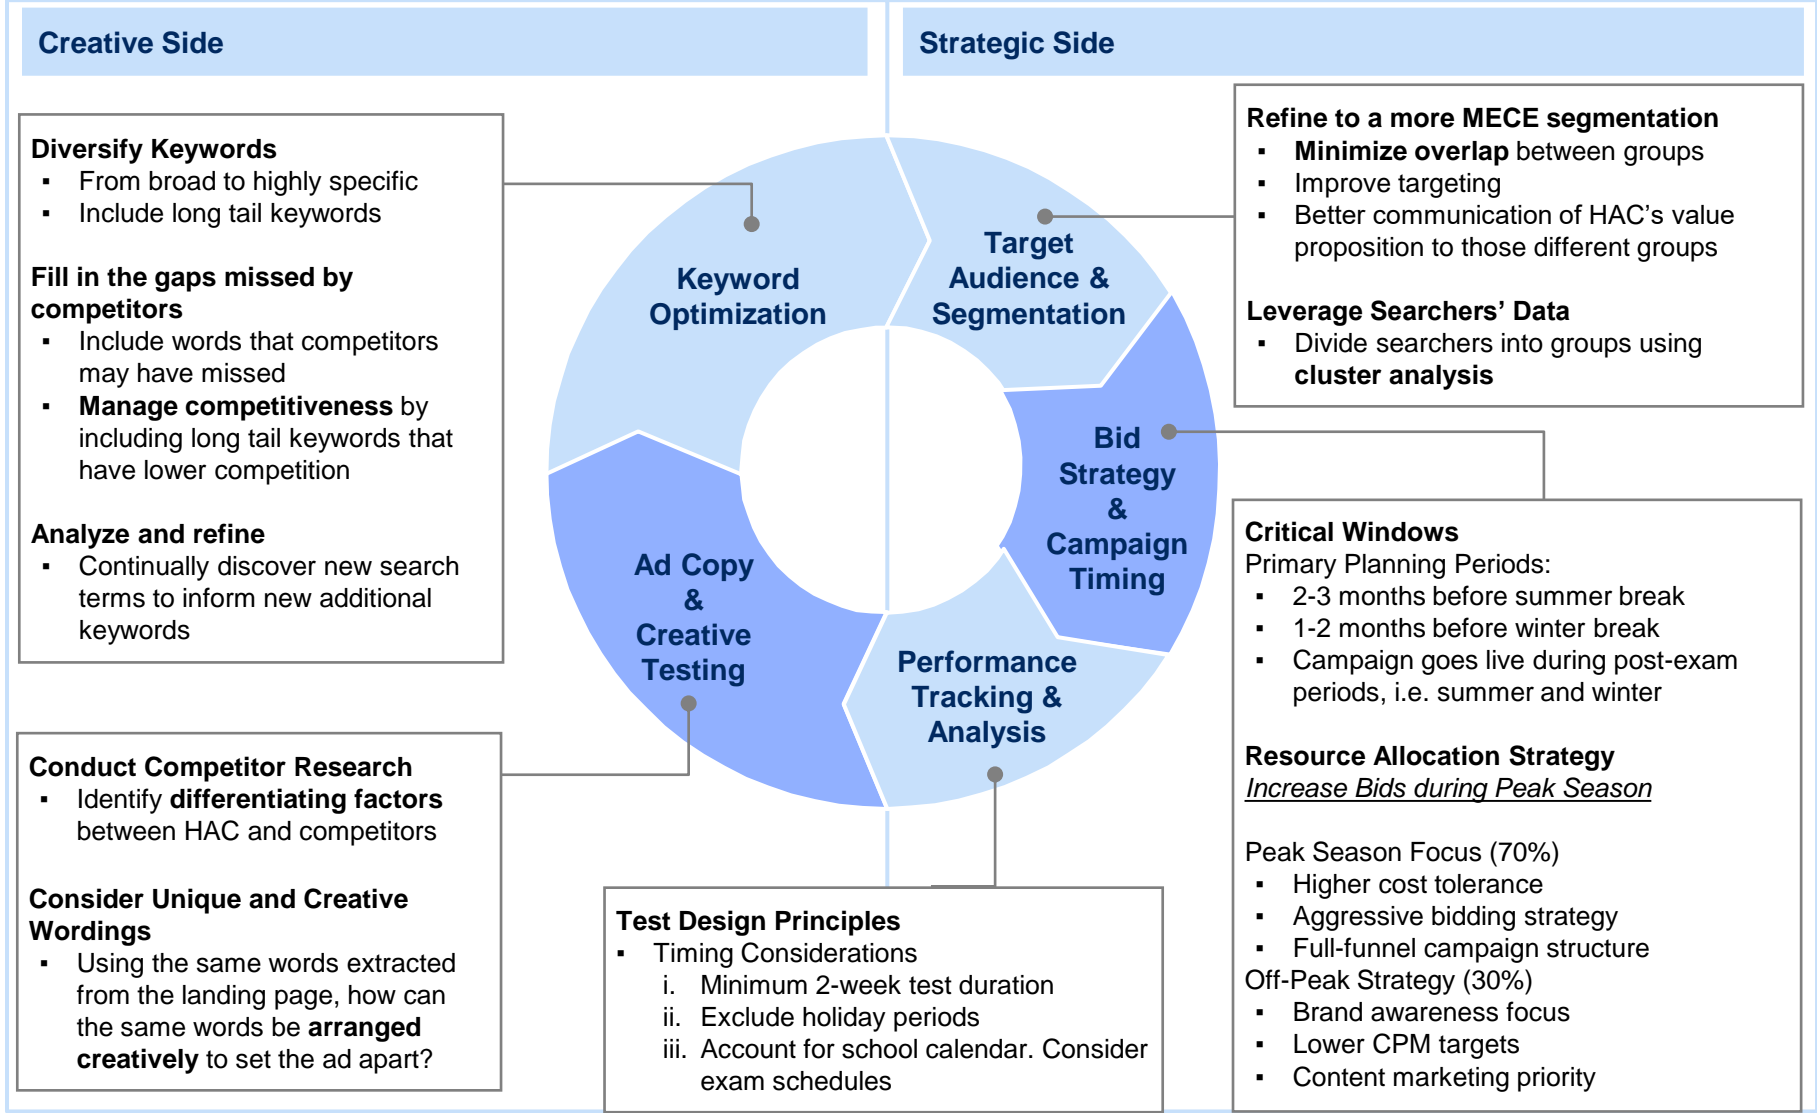 Creative Side
Strategic Side
Diversify Keywords
▪ From broad to highly specific
▪ Include long tail keywords
Fill in the gaps missed by
competitors
▪ Include words that competitors
may have missed
▪ Manage competitiveness by
including long tail keywords that
have lower competition
Analyze and refine
▪ Continually discover new search
terms to inform new additional
keywords
Conduct Competitor Research
▪ Identify differentiating factors
between HAC and competitors
Consider Unique and Creative
Wordings
▪ Using the same words extracted
from the landing page, how can
the same words be arranged
creatively to set the ad apart?
Keyword
Optimization
Target
Audience &
Segmentation
Bid
Strategy
&
Campaign
Timing
Performance
Tracking &
Analysis
Ad Copy
&
Creative
Testing
Test Design Principles
▪ Timing Considerations
i. Minimum 2-week test duration
ii. Exclude holiday periods
iii. Account for school calendar. Consider
exam schedules
Refine to a more MECE segmentation
▪ Minimize overlap between groups
▪ Improve targeting
▪ Better communication of HAC’s value
proposition to those different groups
Leverage Searchers’ Data
▪ Divide searchers into groups using
cluster analysis
Critical Windows
Primary Planning Periods:
▪ 2-3 months before summer break
▪ 1-2 months before winter break
▪ Campaign goes live during post-exam
periods, i.e. summer and winter
Resource Allocation Strategy
Increase Bids during Peak Season
Peak Season Focus (70%)
▪ Higher cost tolerance
▪ Aggressive bidding strategy
▪ Full-funnel campaign structure
Off-Peak Strategy (30%)
▪ Brand awareness focus
▪ Lower CPM targets
▪ Content marketing priority